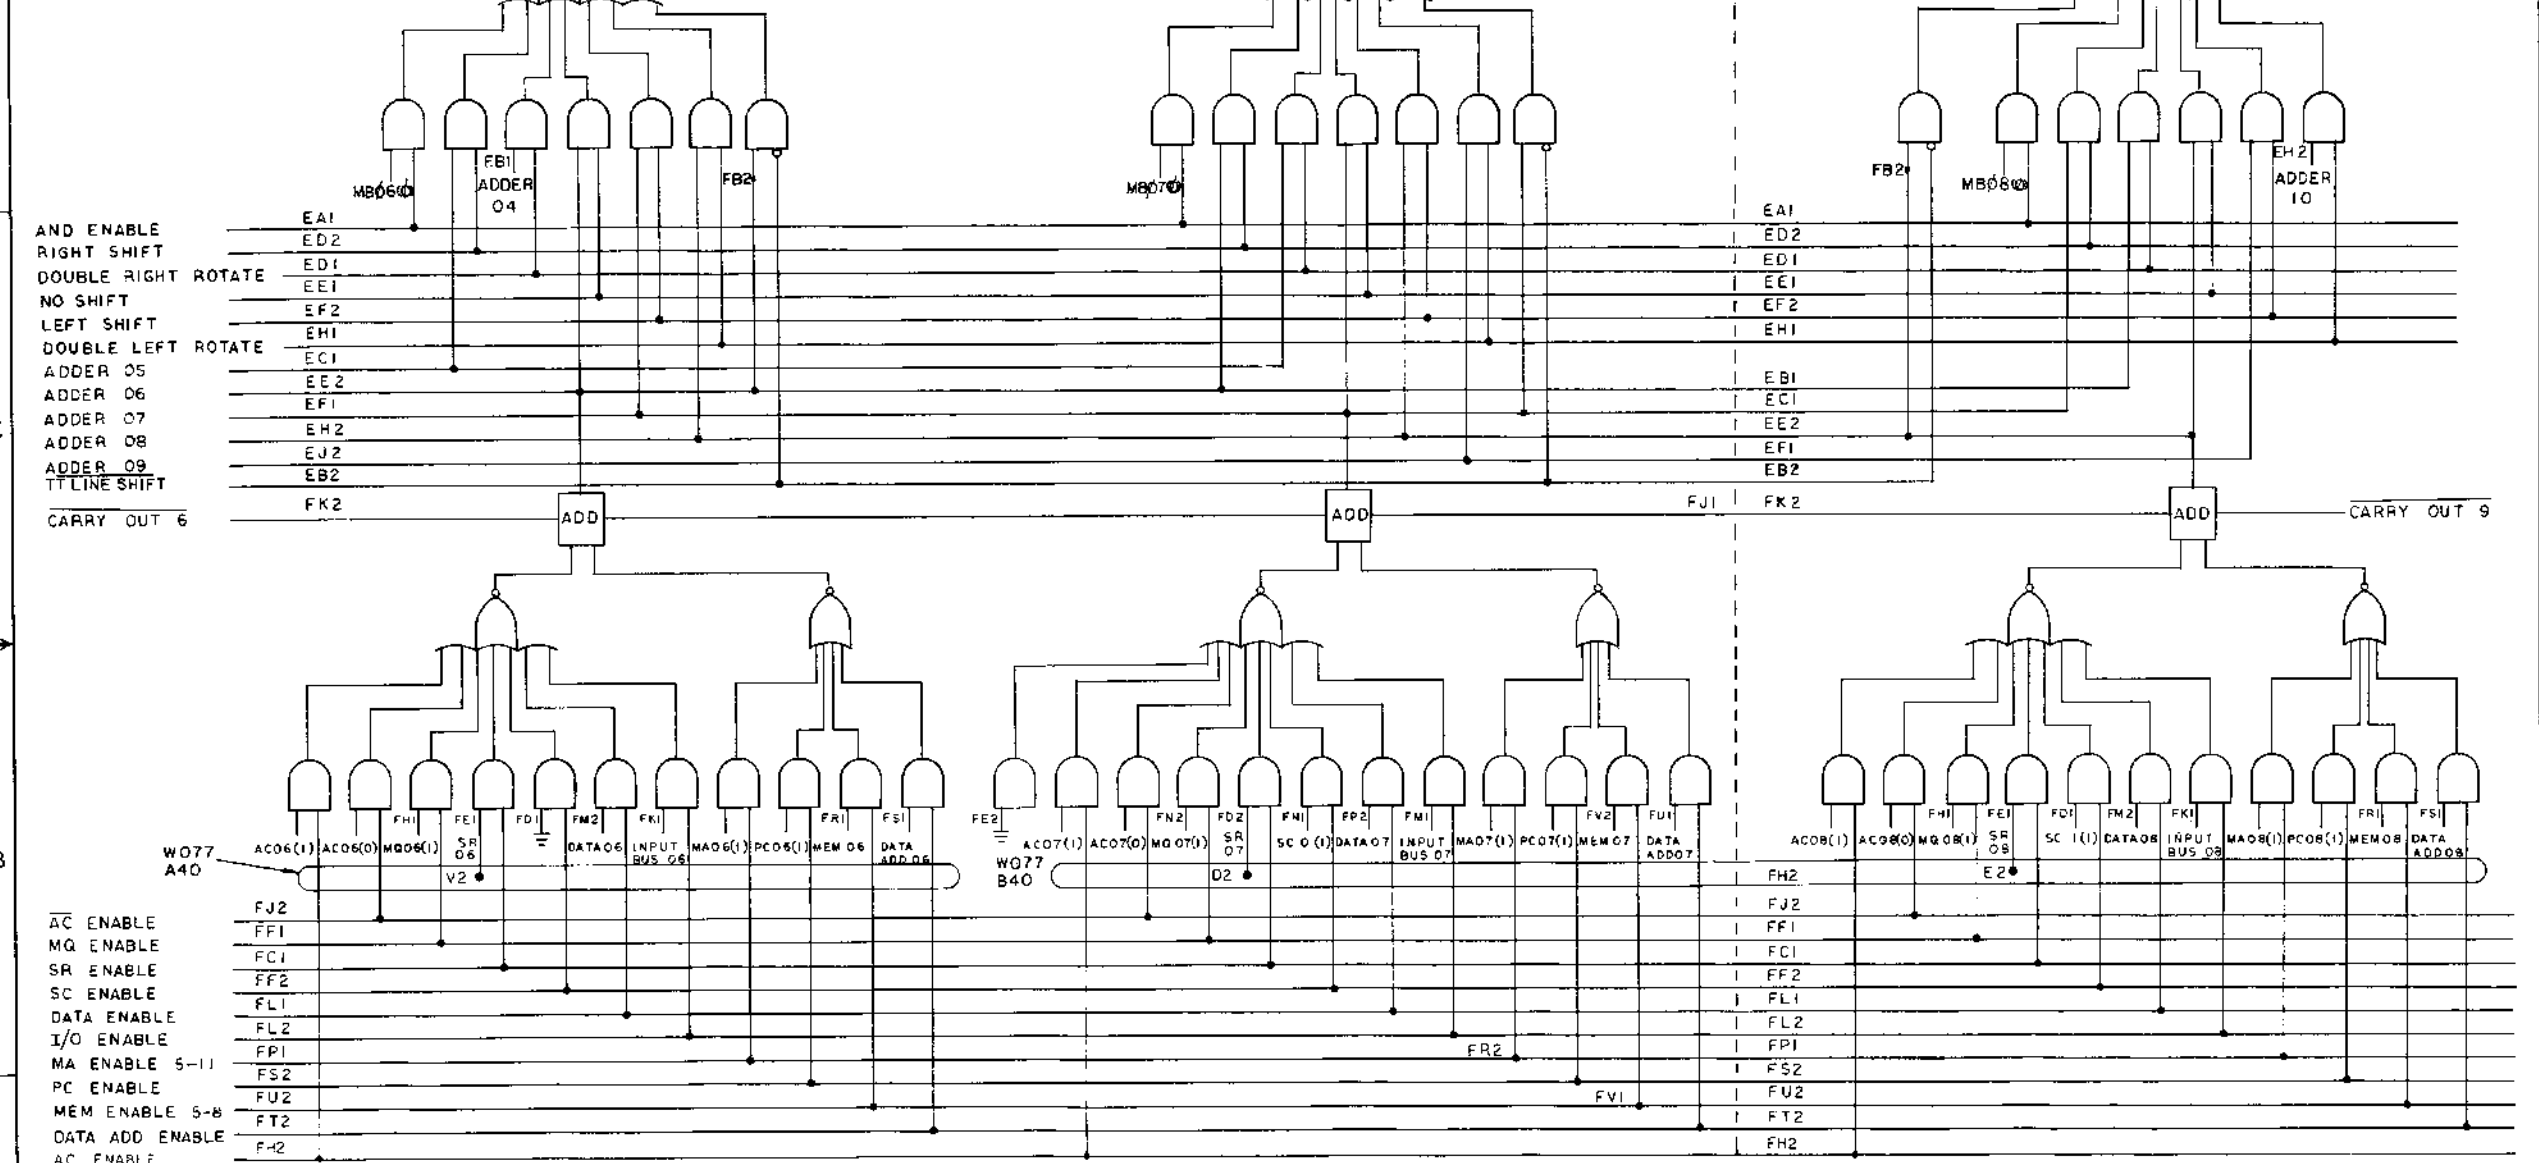 FB1
EH2
MB06(1)
ADDER
FB2
MB07(1)
FB2
MB08(1)
ADDER
04
10
AND ENABLE EA1 EA1
RIGHT SHIFT ED2 ED2
DOUBLE RIGHT ROTATE ED1 ED1
NO SHIFT EE1 EE1
LEFT SHIFT EF2 EF2
DOUBLE LEFT ROTATE EH1 EH1
ADDER 05 EC1
ADDER 06 EE2 EB1
ADDER 07 EF1 EC1
ADDER 08 EH2 EE2
ADDER 09 EJ2 EF1
TT LINE SHIFT EB2 EB2
CARRY OUT 6 FK2 ADD ADD FJ1 FK2 ADD CARRY OUT 9
FH1 FE1 FD1 FM2 FK1 FR1 FS1 FE2 FN2 FD2 FN1 FP2 FM1 FV2 FU1 FH1 FE1 FD1 FM2 FK1 FR1 FS1
AC06(1) AC06(0) MQ06(1) SR 06 DATA06 INPUT BUS 06 MA06(1) PC06(1) MEM 06 DATA ADD 06
AC07(1) AC07(0) MQ07(1) SR 07 SC 0(1) DATA07 INPUT BUS 07 MA07(1) PC07(1) MEM07 DATA ADD07
AC08(1) AC08(0) MQ08(1) SR 08 SC 1(1) DATA08 INPUT BUS 08 MA08(1) PC08(1) MEM08 DATA ADD08
W077
A40
V2
W077
B40
D2
FH2
E2
AC ENABLE FJ2 FJ2
MQ ENABLE FF1 FF1
SR ENABLE FC1 FC1
SC ENABLE FF2 FF2
DATA ENABLE FL1 FL1
I/O ENABLE FL2 FL2
MA ENABLE 5-11 FP1 FR2 FP1
PC ENABLE FS2 FS2
MEM ENABLE 5-8 FU2 FV1 FU2
DATA ADD ENABLE FT2 FT2
AC ENABLE FH2 FH2